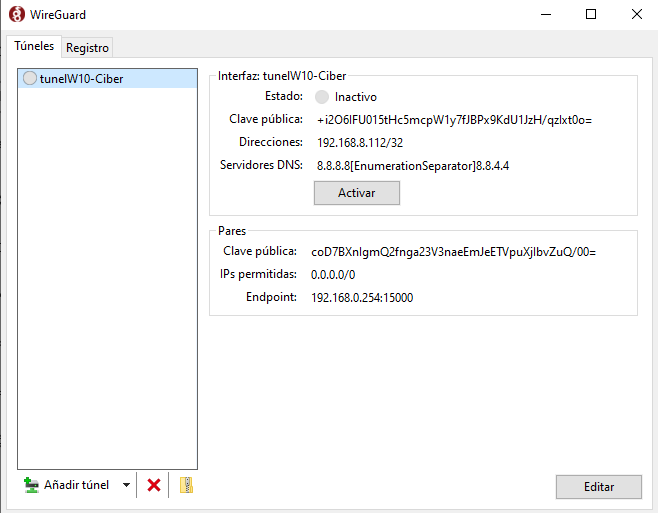 WireGuard
Túneles
Registro
tunelW10-Ciber
Interfaz: tunelW10-Ciber
Estado: Inactivo
Clave pública: +i2O6lFU015tHc5mcpW1y7fJBPx9KdU1JzH/qzlxt0o=
Direcciones: 192.168.8.112/32
Servidores DNS: 8.8.8.8[EnumerationSeparator]8.8.4.4
Activar
Pares
Clave pública: coD7BXnlgmQ2fnga23V3naeEmJeETVpuXjlbvZuQ/00=
IPs permitidas: 0.0.0.0/0
Endpoint: 192.168.0.254:15000
Añadir túnel
Editar